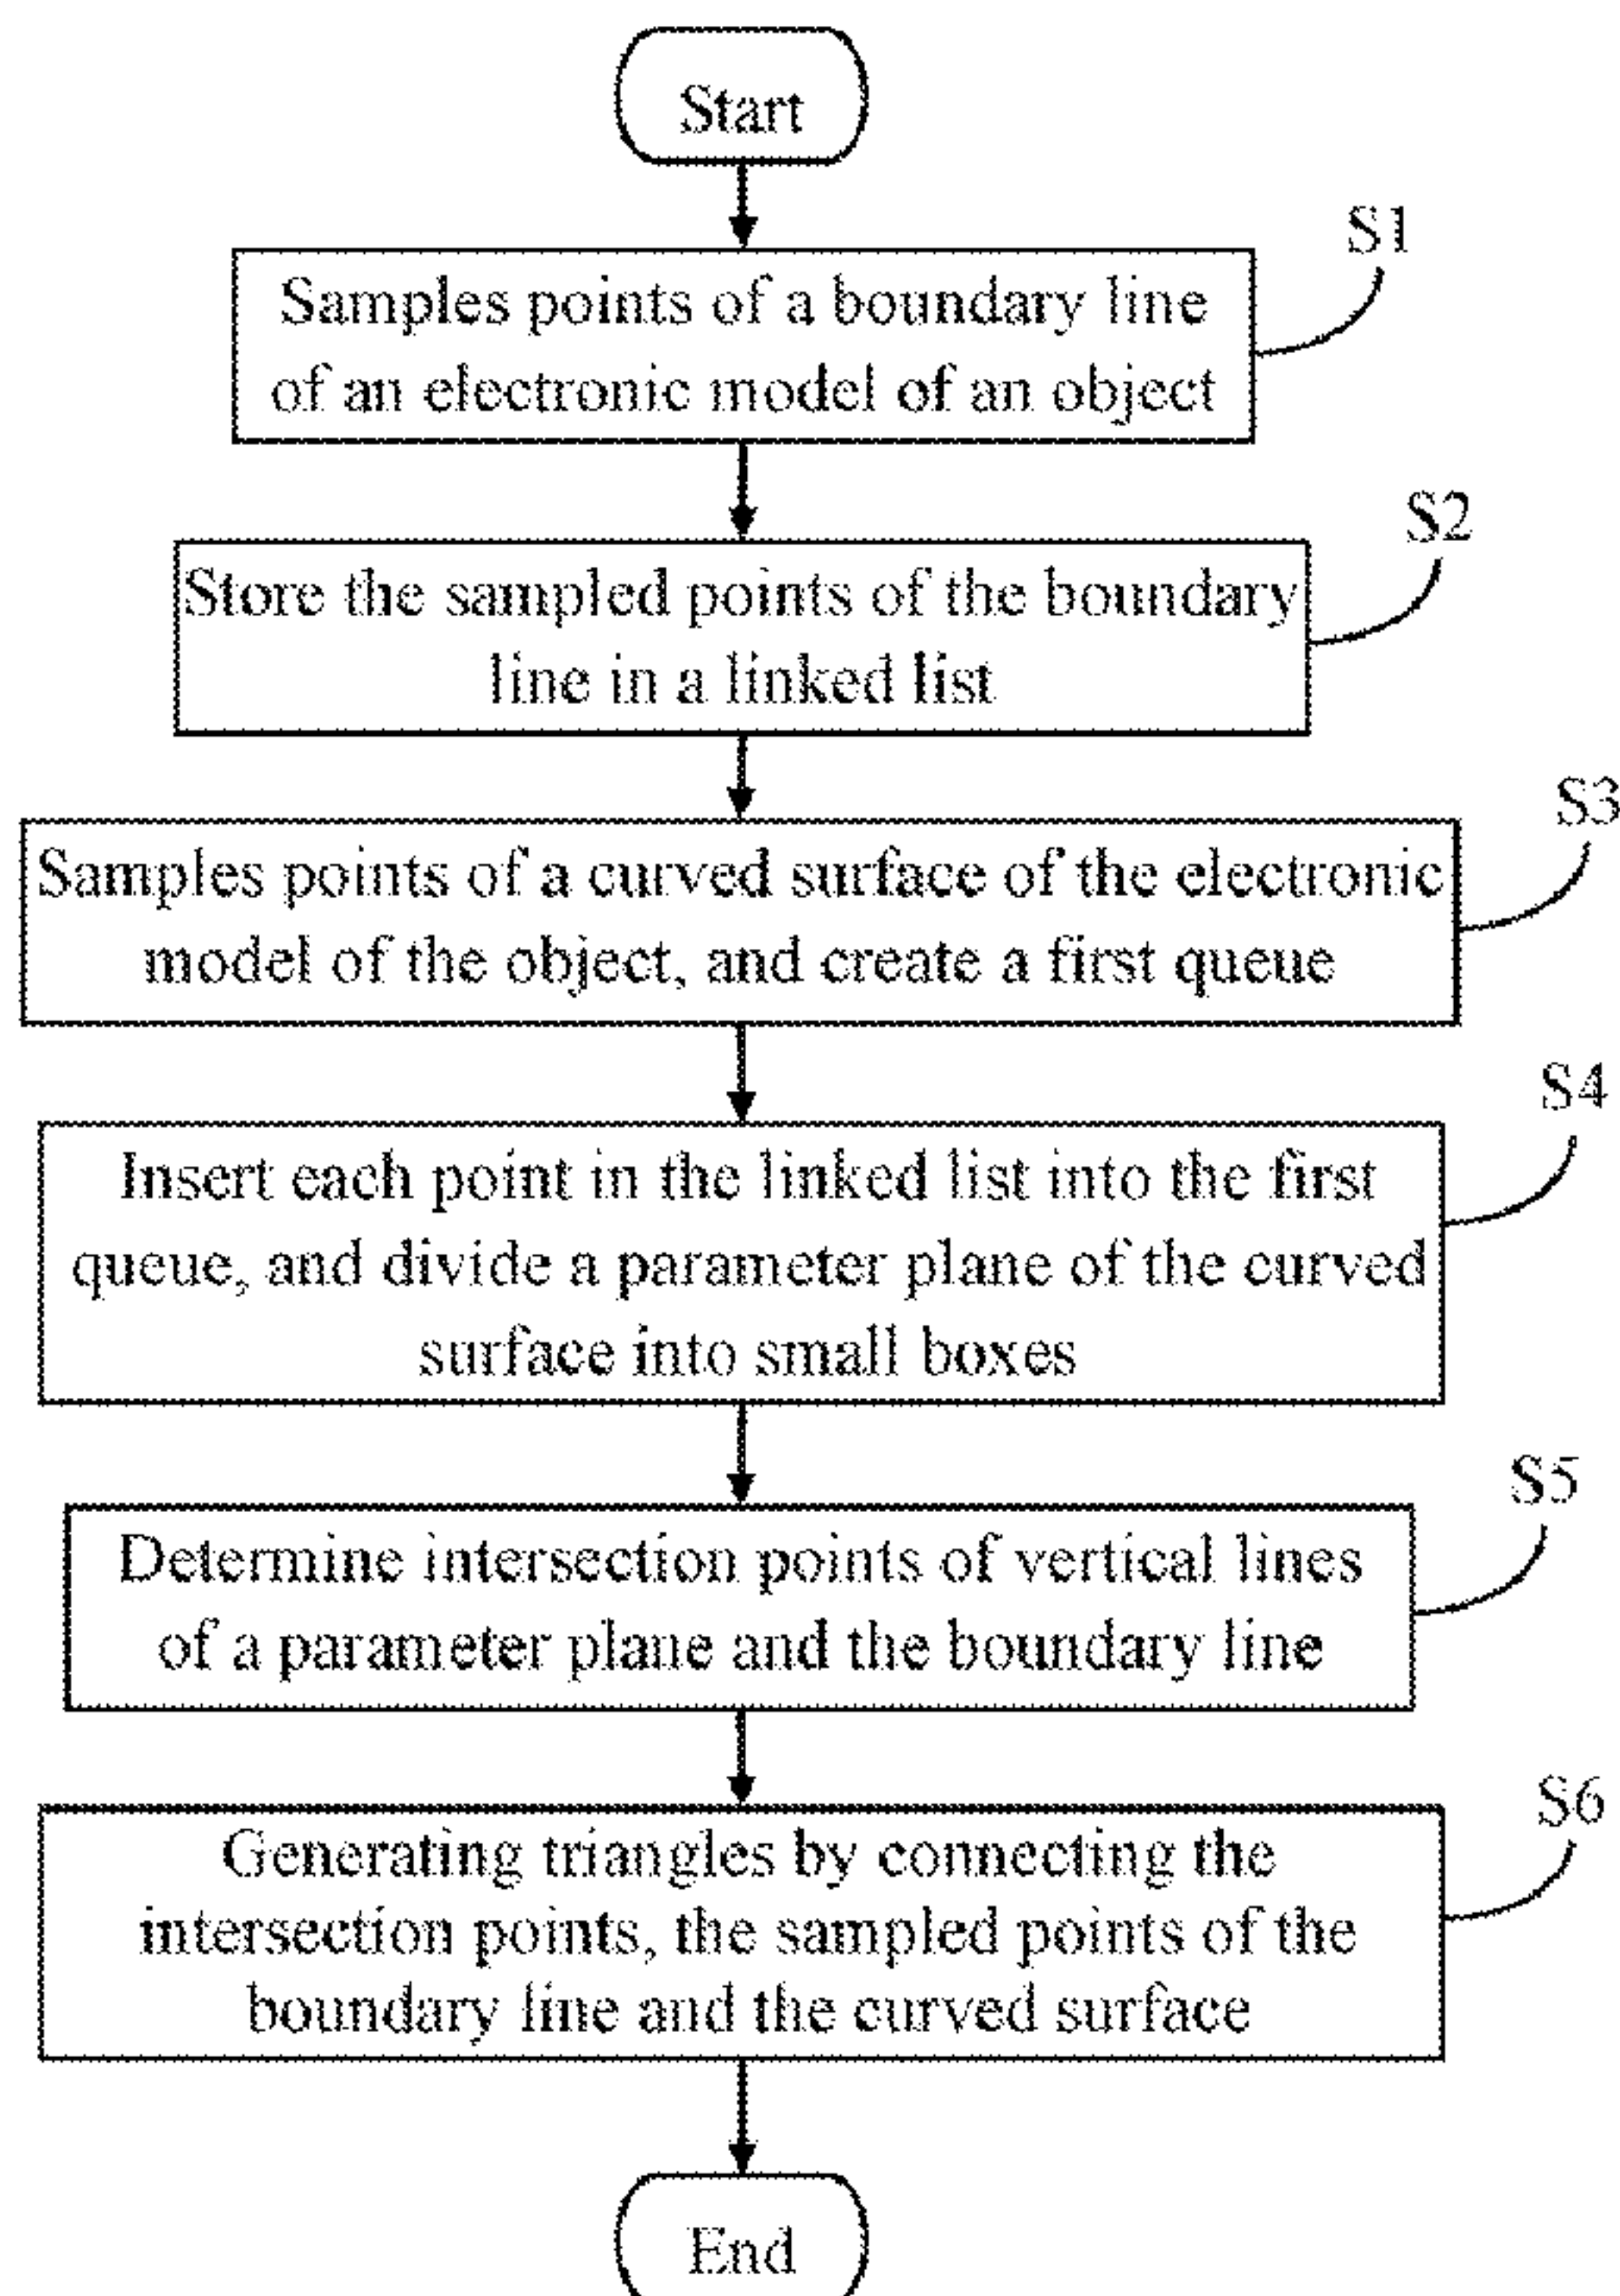 Start
S1
Samples points of a boundary line
of an electronic model of an object
S2
Store the sampled points of the boundary
line in a linked list
S3
Samples points of a curved surface of the electronic
model of the object, and create a first queue
S4
Insert each point in the linked list into the first
queue, and divide a parameter plane of the curved
surface into small boxes
S5
Determine intersection points of vertical lines
of a parameter plane and the boundary line
S6
Generating triangles by connecting the
intersection points, the sampled points of the
boundary line and the curved surface
End